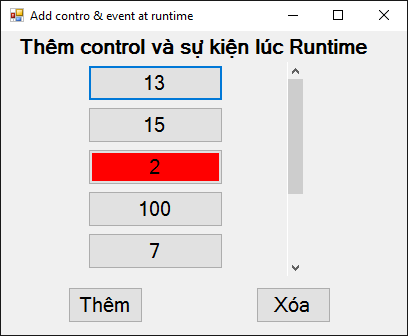 Add contro & event at runtime
Thêm control và sự kiện lúc Runtime
13
15
2
100
7
Thêm
Xóa